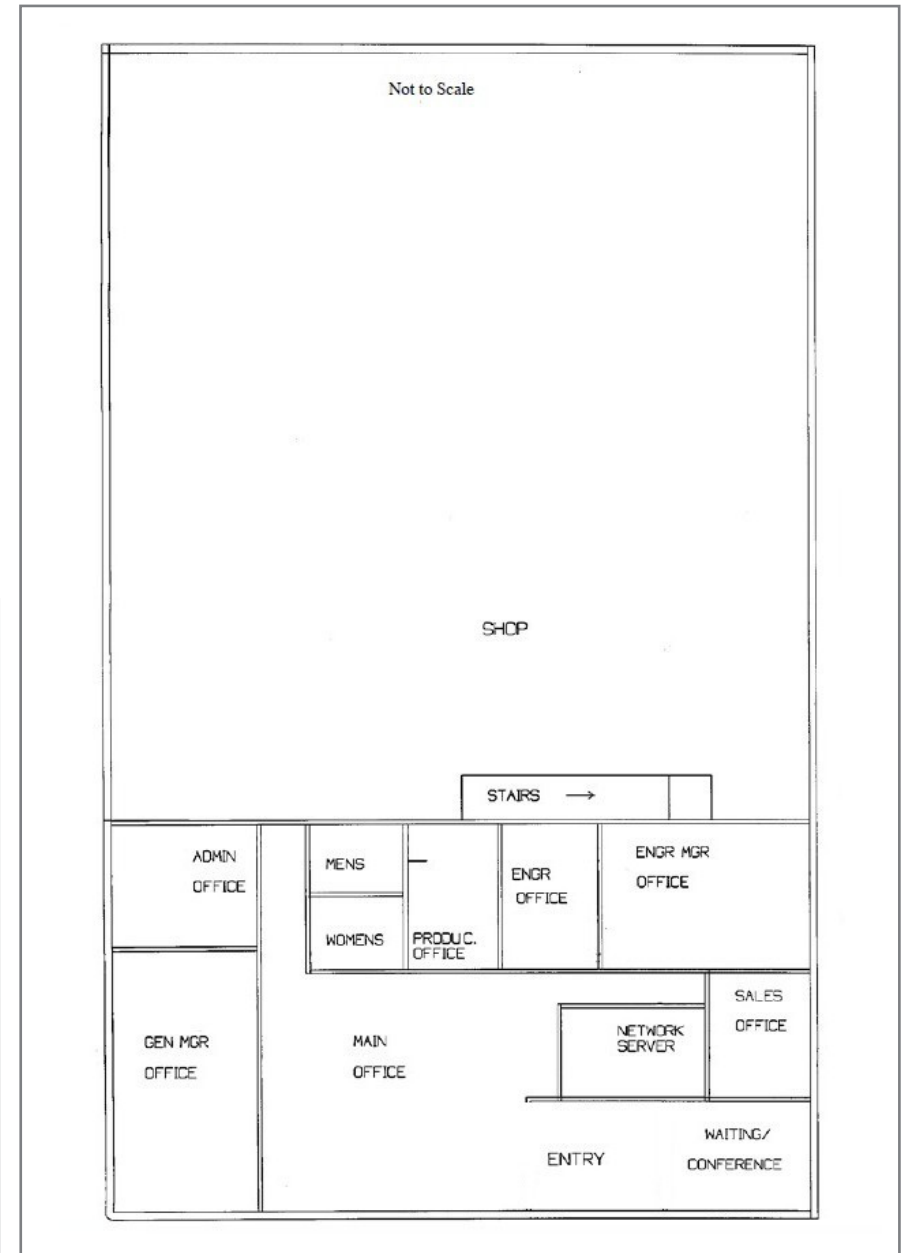 Not to Scale
SHOP
STAIRS →
ADMIN
OFFICE
MENS
WOMENS
PRODUC.
OFFICE
ENGR
OFFICE
ENGR MGR
OFFICE
GEN MGR
OFFICE
MAIN
OFFICE
NETWORK
SERVER
SALES
OFFICE
ENTRY
WAITING/
CONFERENCE